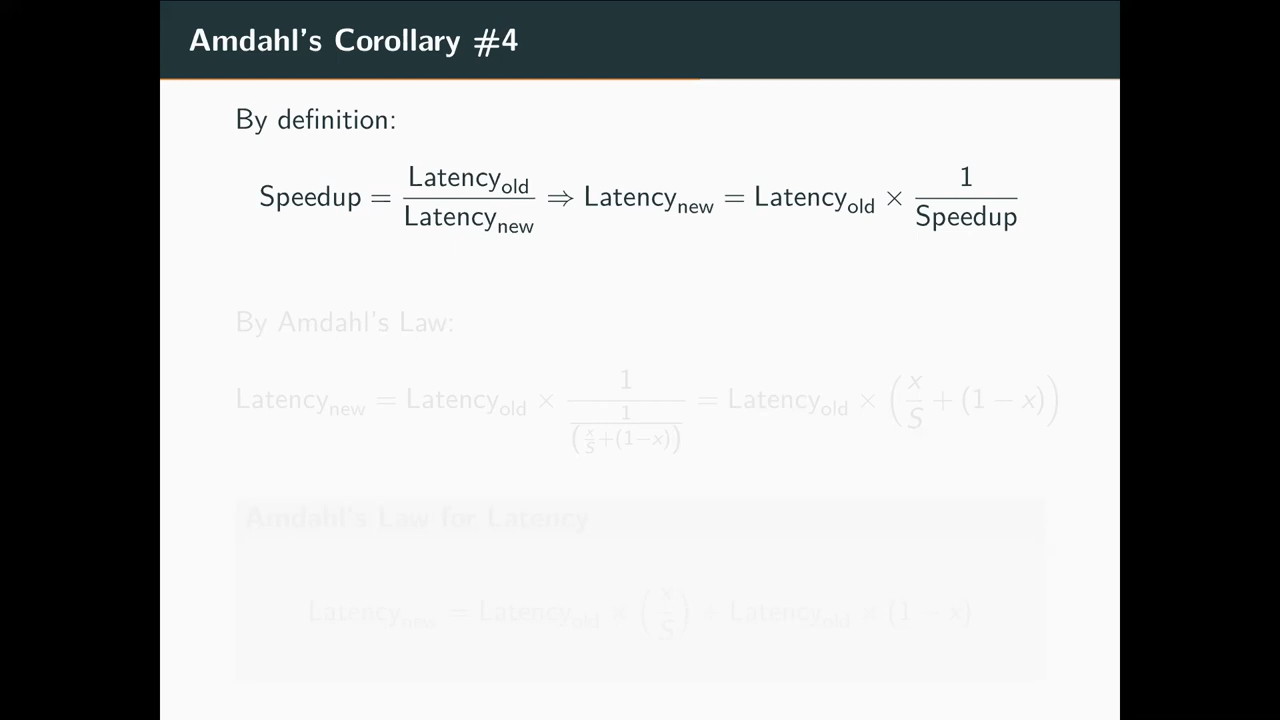 Amdahl's Corollary #4
By definition:
Speedup = Latency_old / Latency_new ⇒ Latency_new = Latency_old × 1 / Speedup
By Amdahl's Law:
Latency_new = Latency_old × 1 / (1 / (x/S + (1 − x))) = Latency_old × (x/S + (1 − x))
Amdahl's Law for Latency
Latency_new = Latency_old × (x/S) + Latency_old × (1 − x)